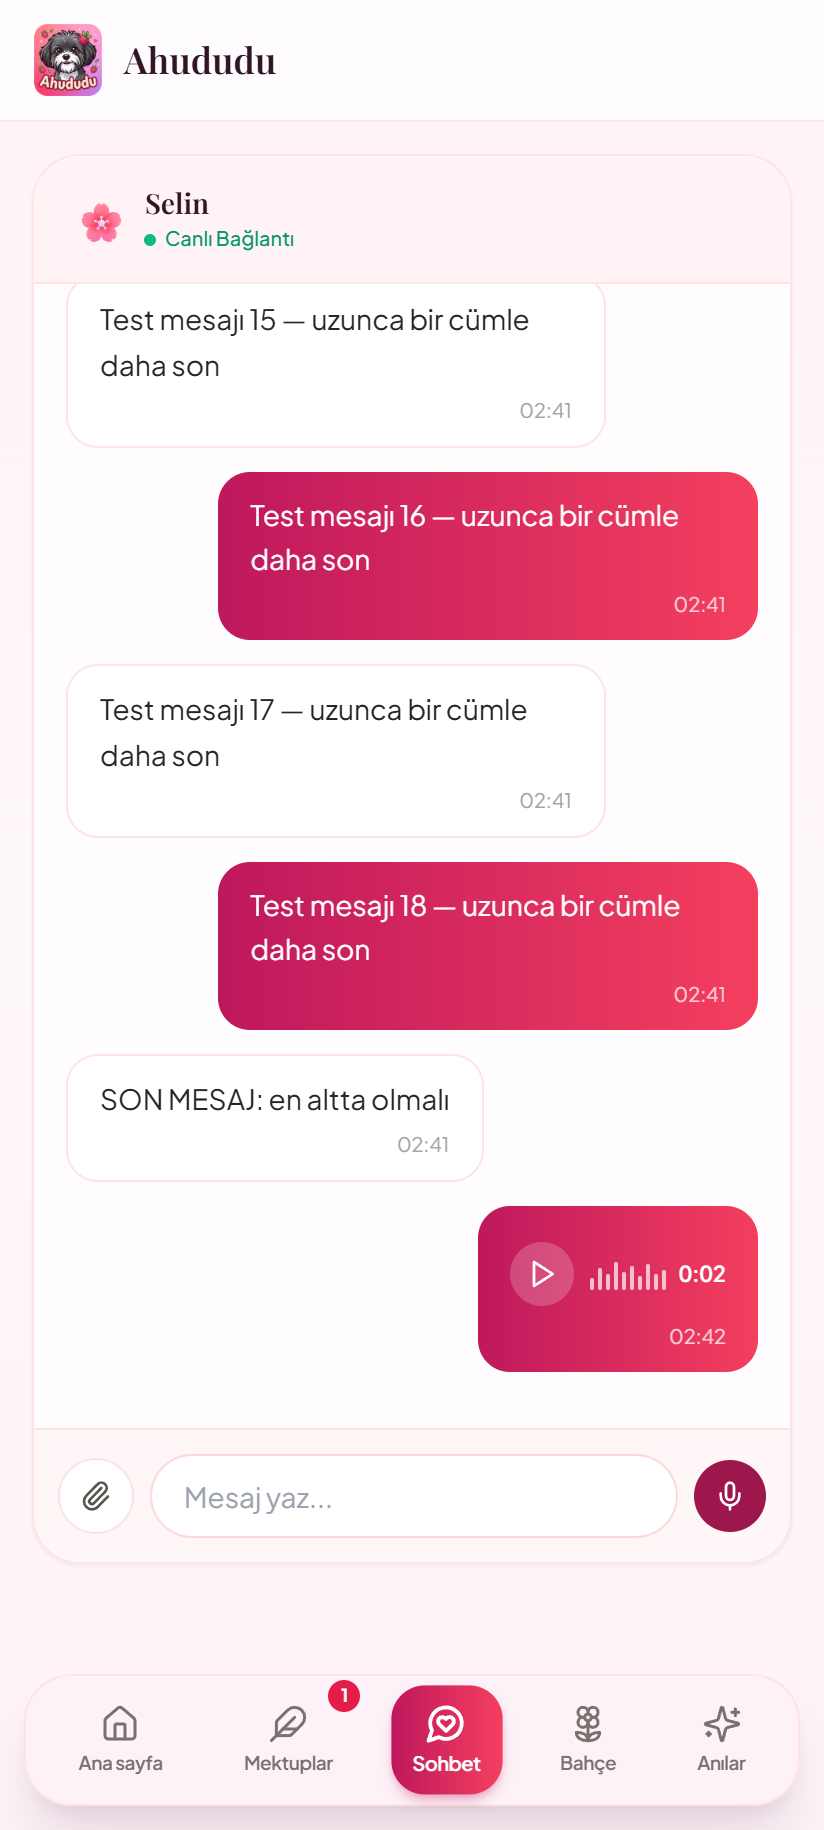 Ahududu
Ahududu
Selin
Canlı Bağlantı
Test mesajı 15 — uzunca bir cümle
daha son
02:41
Test mesajı 16 — uzunca bir cümle
daha son
02:41
Test mesajı 17 — uzunca bir cümle
daha son
02:41
Test mesajı 18 — uzunca bir cümle
daha son
02:41
SON MESAJ: en altta olmalı
02:41
0:02
02:42
Mesaj yaz...
1
Ana sayfa
Mektuplar
Sohbet
Bahçe
Anılar